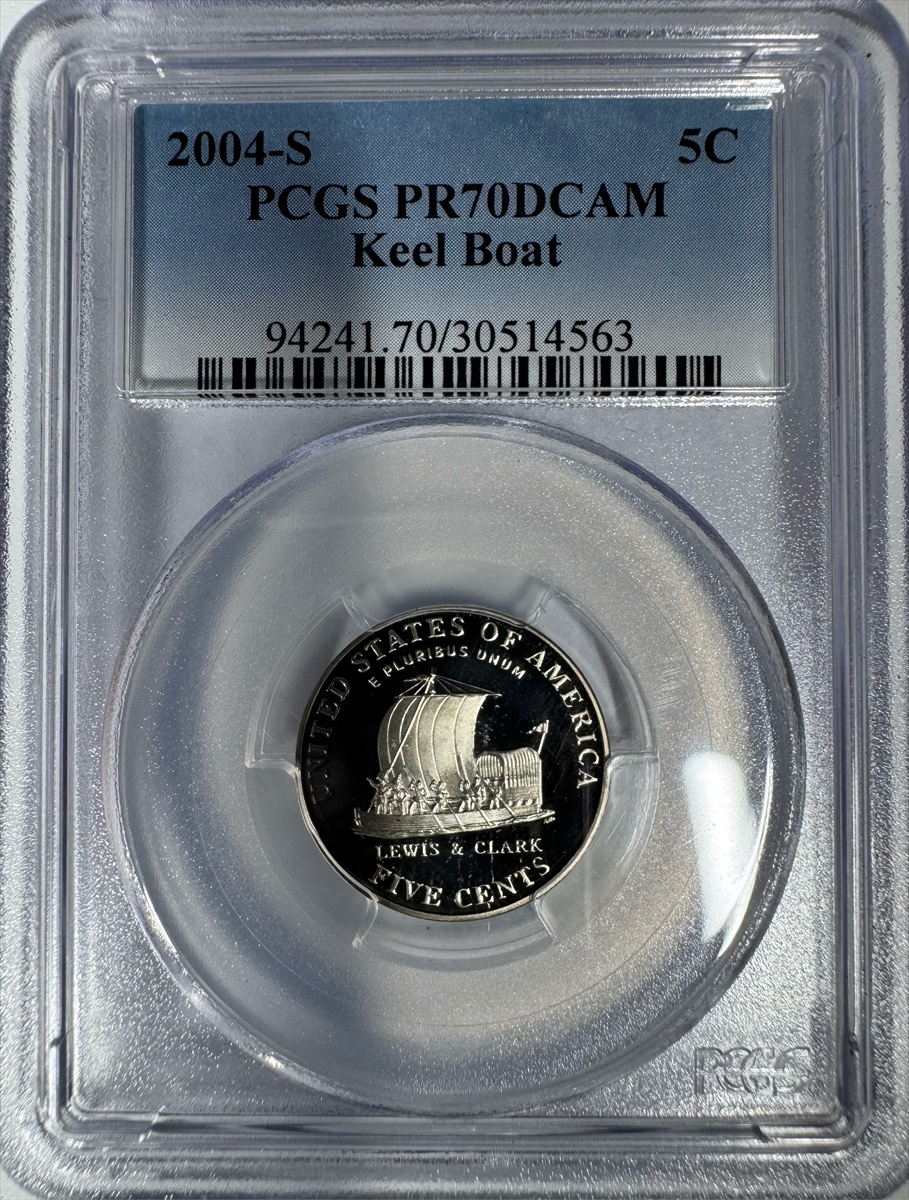 2004-S 5C
PCGS PR70DCAM
Keel Boat
94241.70/30514563
UNITED STATES OF AMERICA
E PLURIBUS UNUM
LEWIS & CLARK
FIVE CENTS
PCGS